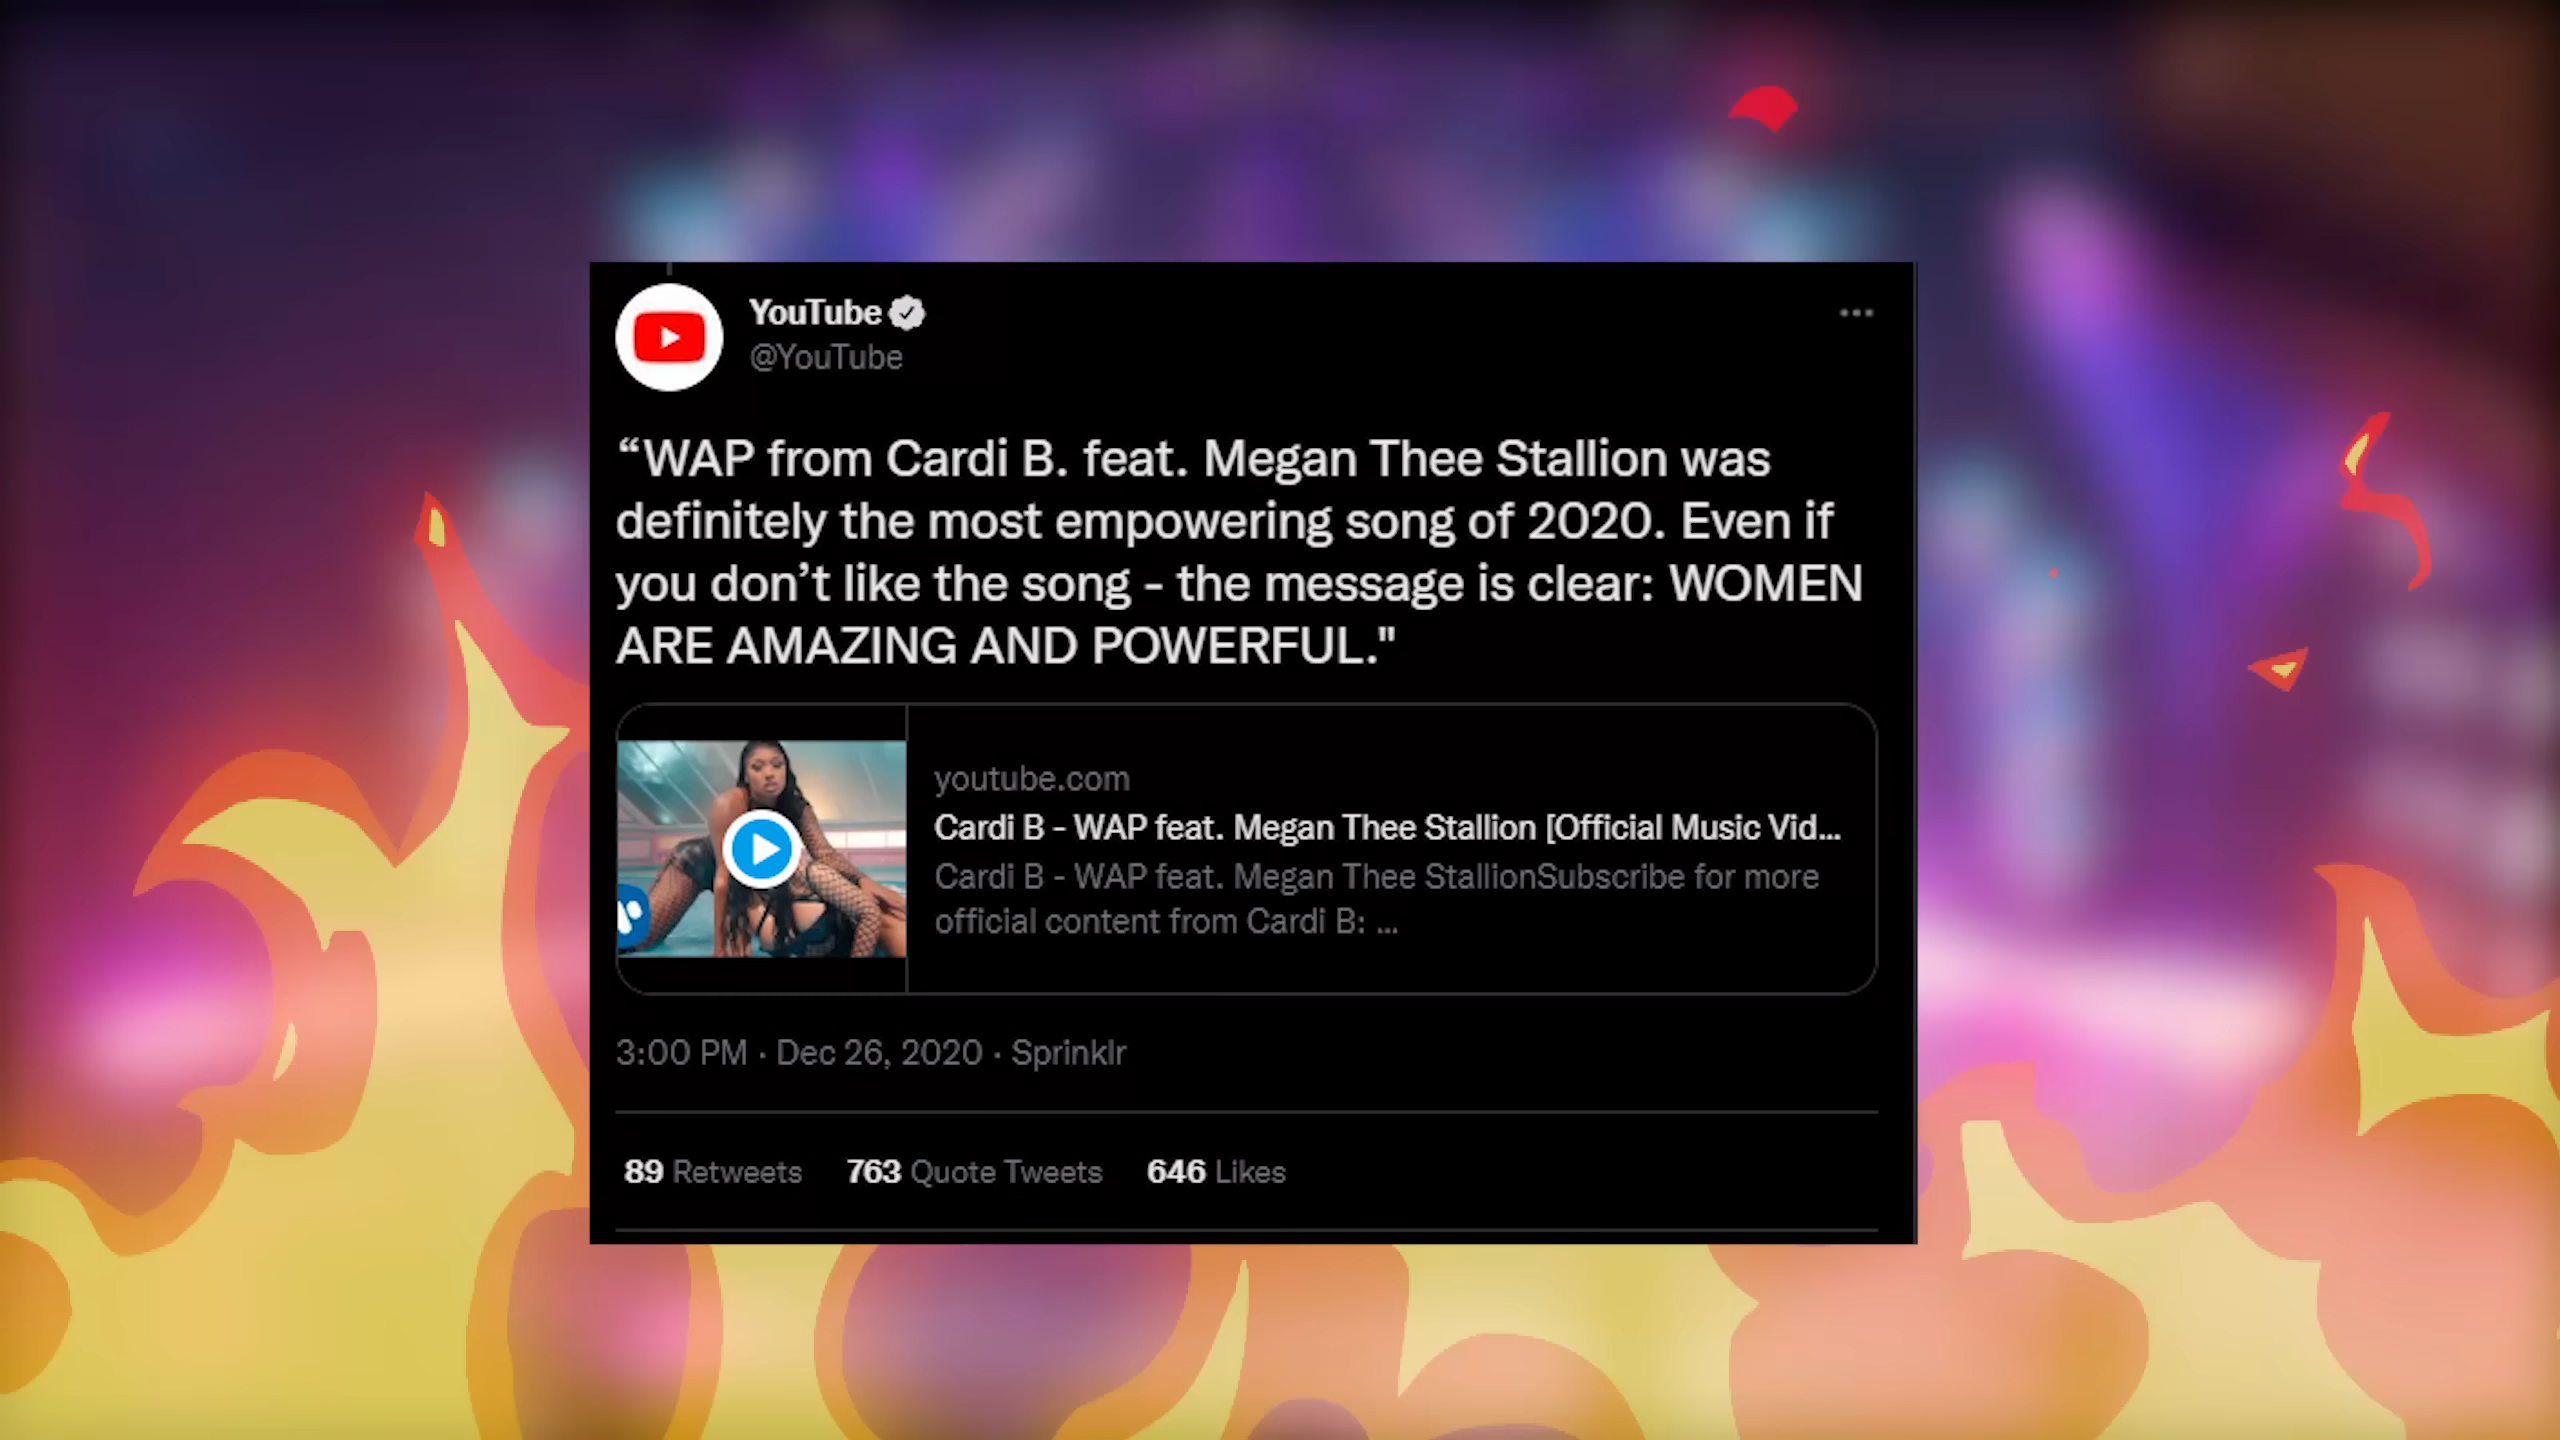 YouTube
@YouTube
“WAP from Cardi B. feat. Megan Thee Stallion was
definitely the most empowering song of 2020. Even if
you don’t like the song - the message is clear: WOMEN
ARE AMAZING AND POWERFUL."
youtube.com
Cardi B - WAP feat. Megan Thee Stallion [Official Music Vid...
Cardi B - WAP feat. Megan Thee StallionSubscribe for more
official content from Cardi B: ...
3:00 PM · Dec 26, 2020 · Sprinklr
89 Retweets 763 Quote Tweets 646 Likes